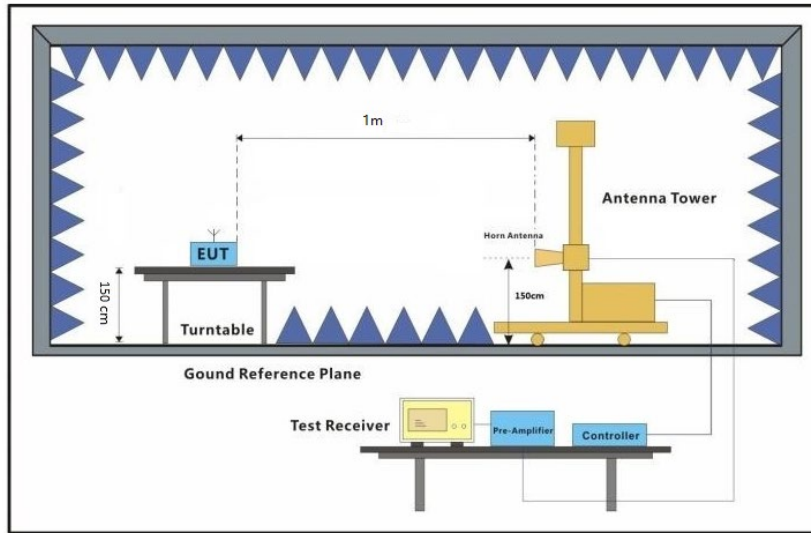 1m
Antenna Tower
Horn Antenna
EUT
150 cm
150cm
Turntable
Gound Reference Plane
Test Receiver
Pre-Amplifier
Controller